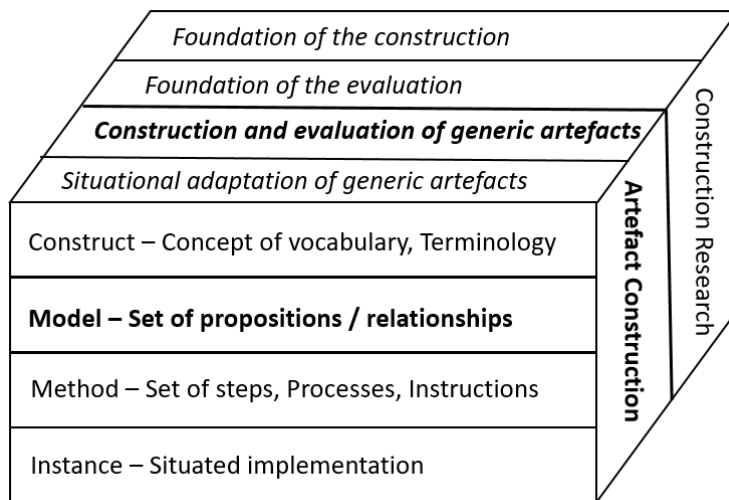 Foundation of the construction
Foundation of the evaluation
Construction and evaluation of generic artefacts
Situational adaptation of generic artefacts
Construct – Concept of vocabulary, Terminology
Model – Set of propositions / relationships
Method – Set of steps, Processes, Instructions
Instance – Situated implementation
Artefact Construction
Construction Research